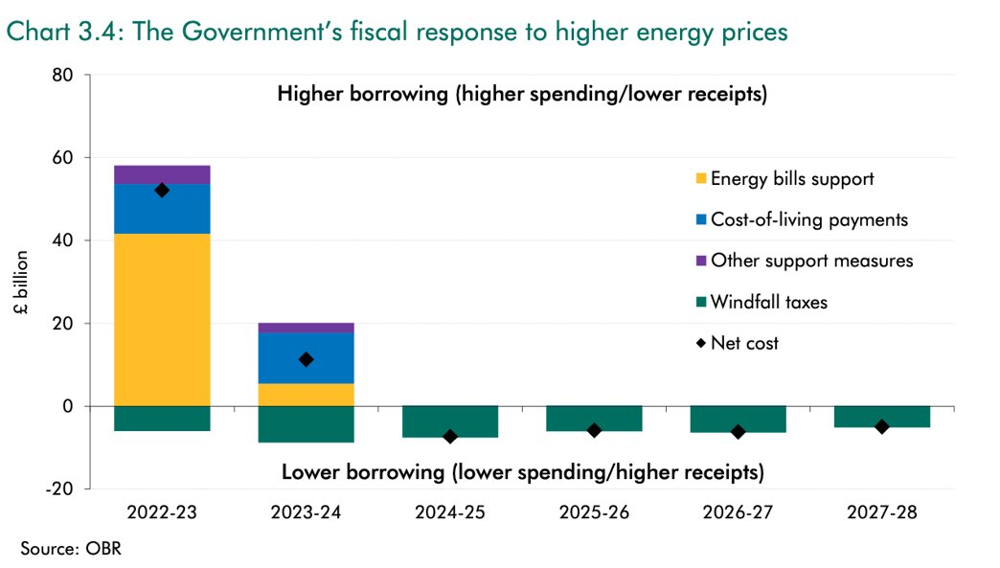 Chart 3.4: The Government’s fiscal response to higher energy prices
80
60
40
20
0
-20
£ billion
Higher borrowing (higher spending/lower receipts)
Energy bills support
Cost-of-living payments
Other support measures
Windfall taxes
Net cost
Lower borrowing (lower spending/higher receipts)
2022-23
2023-24
2024-25
2025-26
2026-27
2027-28
Source: OBR